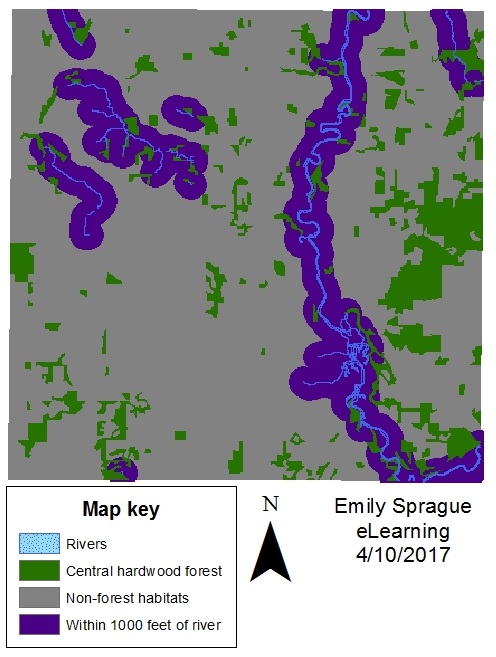 Map key
Rivers
Central hardwood forest
Non-forest habitats
Within 1000 feet of river
N
Emily Sprague
eLearning
4/10/2017